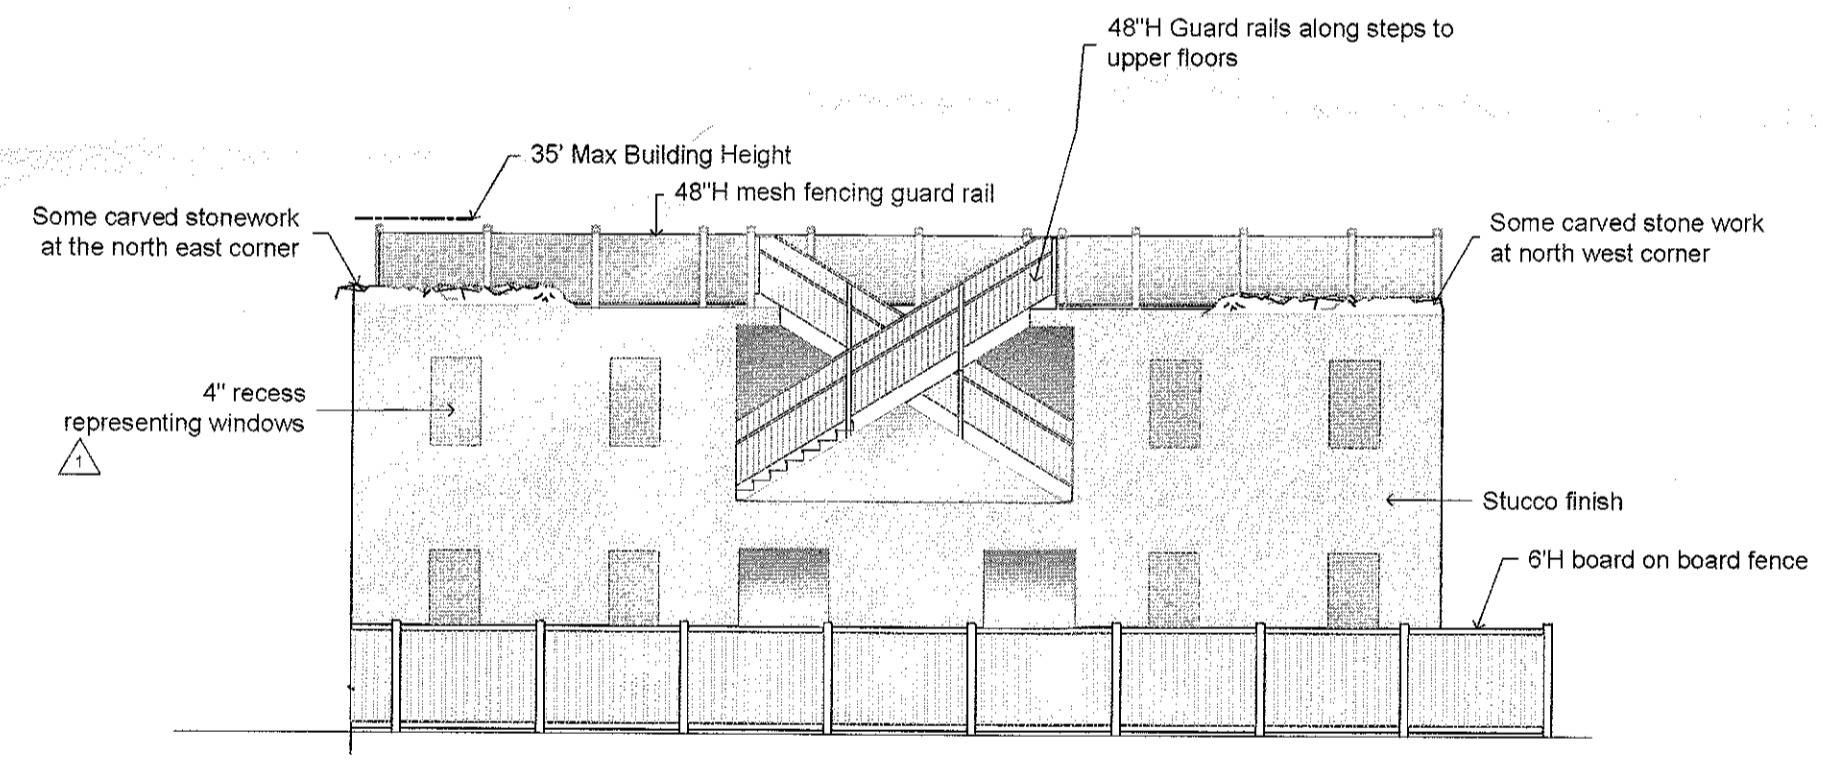 48"H Guard rails along steps to
upper floors
35' Max Building Height
48"H mesh fencing guard rail
Some carved stonework
at the north east corner
Some carved stone work
at north west corner
4" recess
representing windows
1
Stucco finish
6'H board on board fence